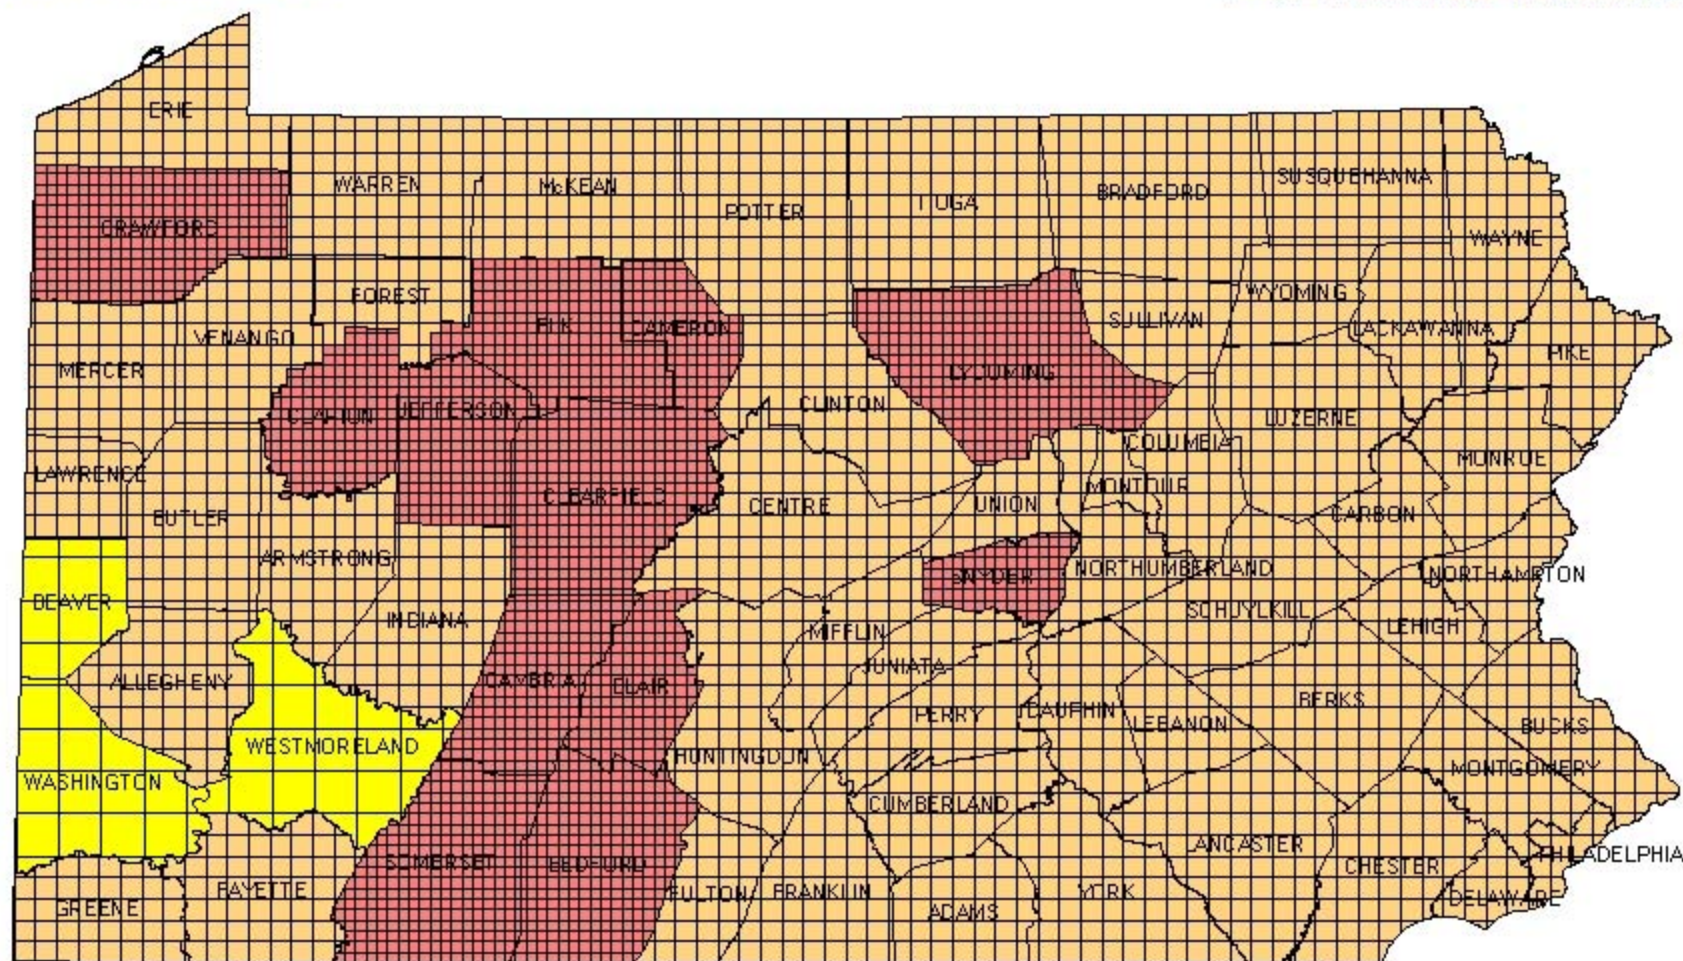 ERIE
WARREN
McKEAN
POTTER
TIOGA
BRADFORD
SUSQUEHANNA
WAYNE
CRAWFORD
FOREST
ELK
CAMERON
SULLIVAN
WYOMING
LACKAWANNA
PIKE
VENANGO
MERCER
LYCOMING
CLARION
JEFFERSON
CLINTON
LUZERNE
COLUMBIA
MONROE
LAWRENCE
BUTLER
CLEARFIELD
CENTRE
UNION
MONTOUR
CARBON
ARMSTRONG
BEAVER
INDIANA
SNYDER
NORTHUMBERLAND
NORTHAMPTON
SCHUYLKILL
LEHIGH
MIFFLIN
JUNIATA
ALLEGHENY
CAMBRIA
BLAIR
PERRY
DAUPHIN
LEBANON
BERKS
BUCKS
WESTMORELAND
HUNTINGDON
MONTGOMERY
WASHINGTON
CUMBERLAND
LANCASTER
CHESTER
PHILADELPHIA
SOMERSET
BEDFORD
GREENE
FAYETTE
FULTON
FRANKLIN
ADAMS
YORK
DELAWARE